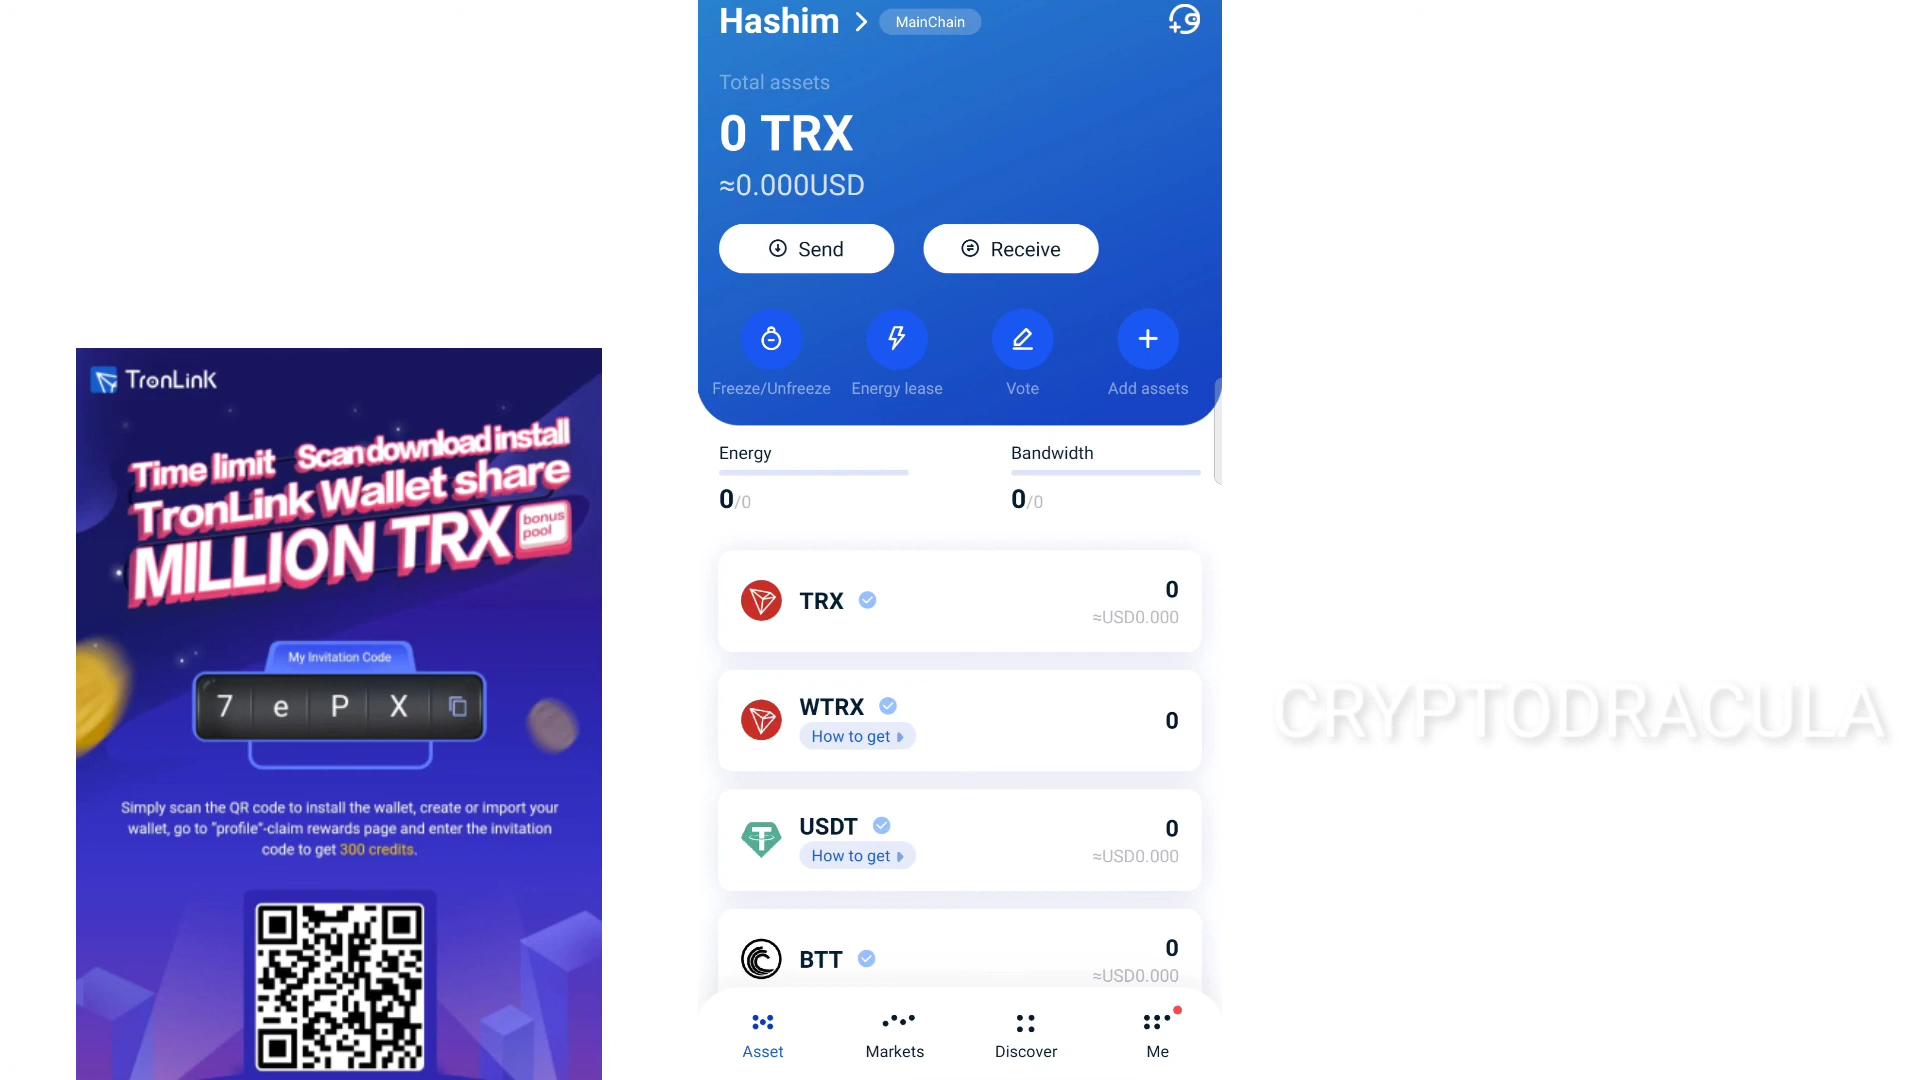 TronLink
Time limit Scan download install
TronLink Wallet share
MILLION TRX bonus pool
My Invitation Code
7 e P X
Simply scan the QR code to install the wallet, create or import your
wallet, go to "profile"-claim rewards page and enter the invitation
code to get 300 credits.
Hashim
MainChain
Total assets
0 TRX
≈0.000USD
Send
Receive
Freeze/Unfreeze
Energy lease
Vote
Add assets
Energy
Bandwidth
0/0
0/0
TRX
0
≈USD0.000
WTRX
How to get
0
USDT
How to get
0
≈USD0.000
BTT
0
≈USD0.000
Asset
Markets
Discover
Me
CRYPTODRACULA